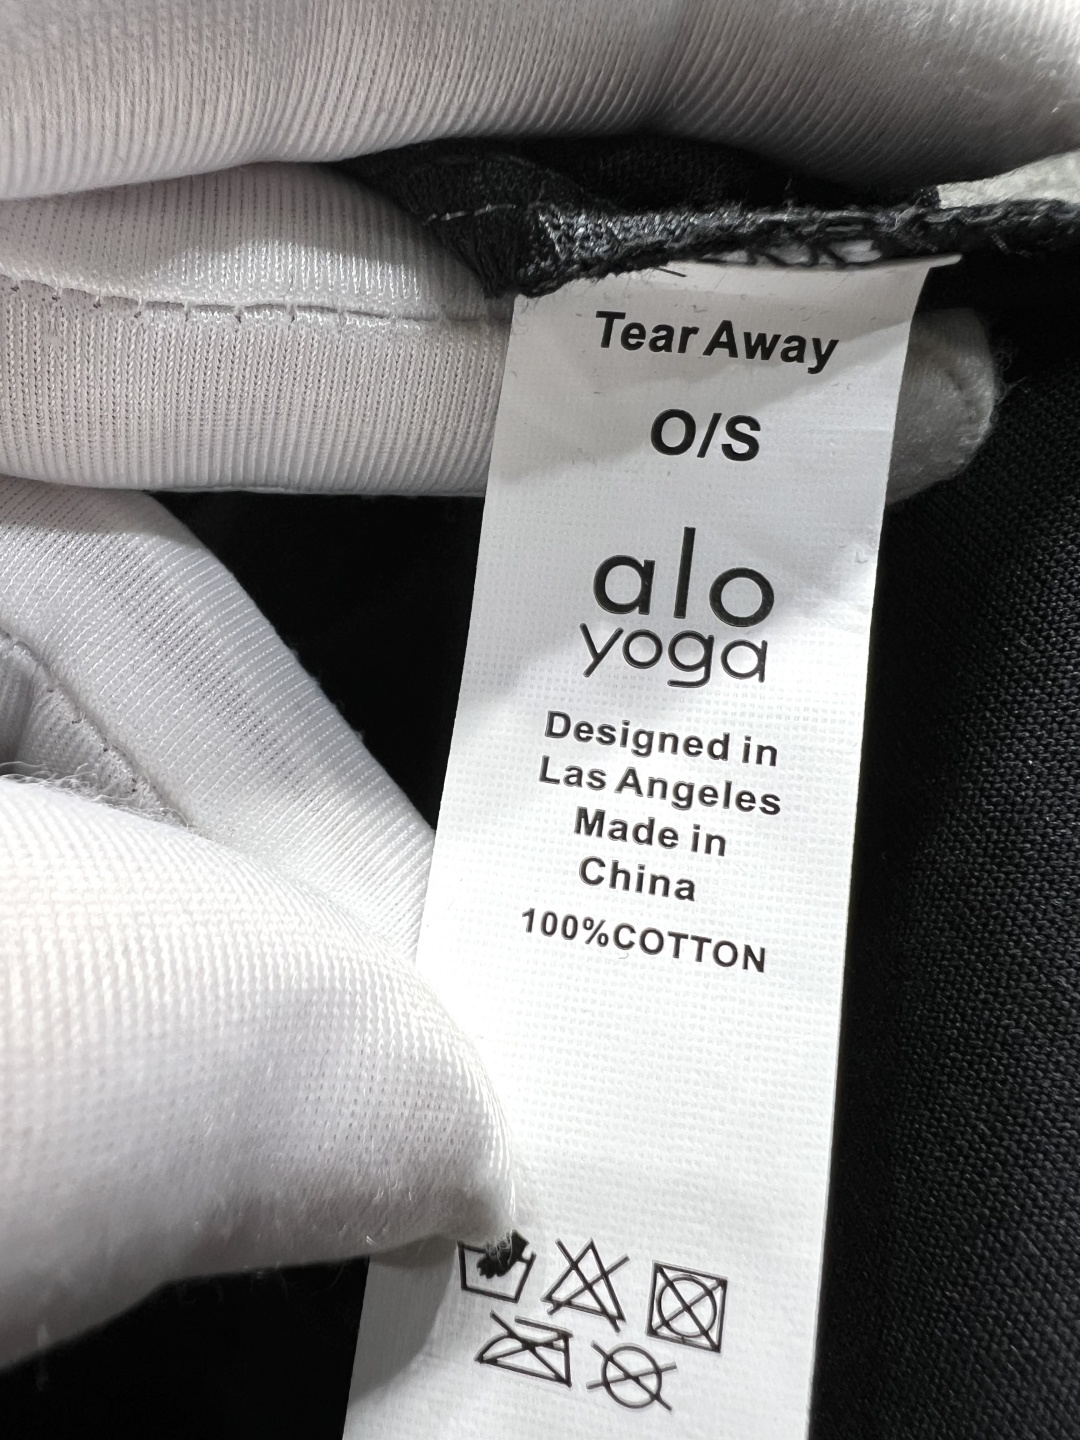 Tear Away
O/S
alo
yoga
Designed in
Las Angeles
Made in
China
100%COTTON